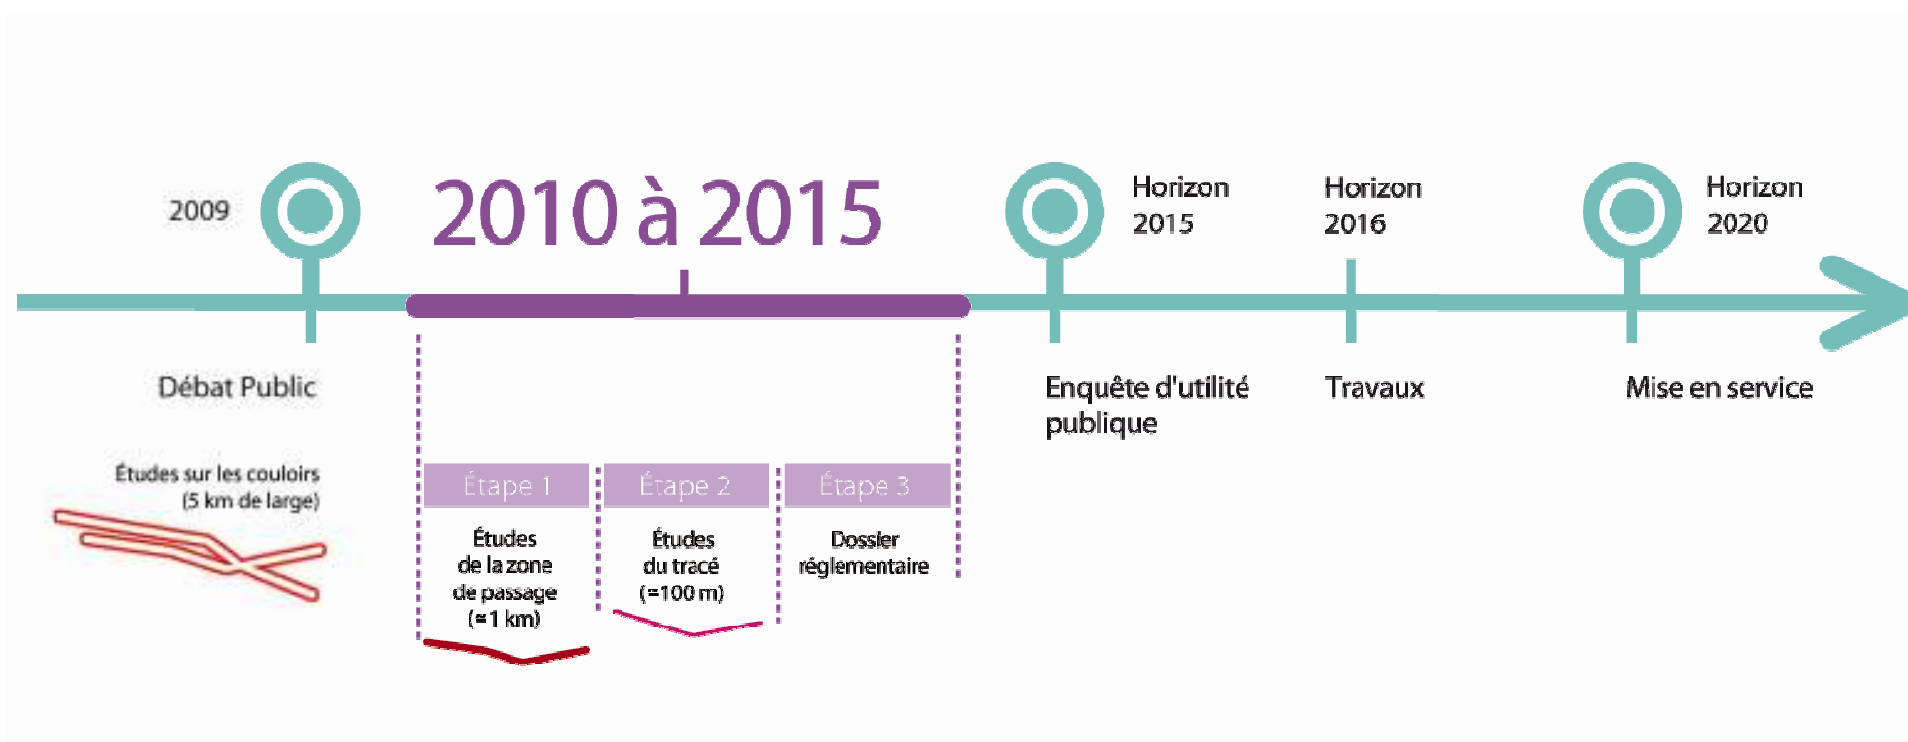 2009
2010 à 2015
Horizon
2015
Horizon
2016
Horizon
2020
Débat Public
Enquête d'utilité
publique
Travaux
Mise en service
Études sur les couloirs
(5 km de large)
Étape 1
Études
de la zone
de passage
(≃1 km)
Étape 2
Études
du tracé
(≃100 m)
Étape 3
Dossier
réglementaire